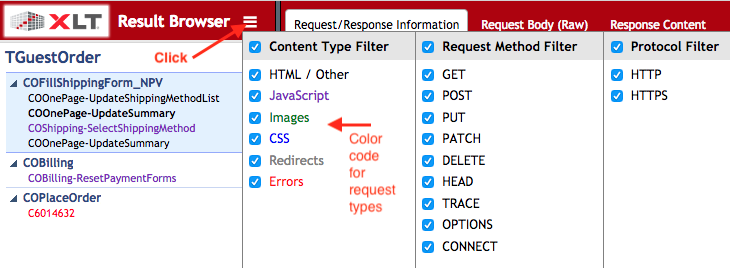 XLT Result Browser
Request/Response Information Request Body (Raw) Response Content
Click
TGuestOrder
COFillShippingForm_NPV
COOnePage-UpdateShippingMethodList
COOnePage-UpdateSummary
COShipping-SelectShippingMethod
COOnePage-UpdateSummary
COBilling
COBilling-ResetPaymentForms
COPlaceOrder
C6014632
Content Type Filter
HTML / Other
JavaScript
Images
CSS
Redirects
Errors
Color
code
for
request
types
Request Method Filter
GET
POST
PUT
PATCH
DELETE
HEAD
TRACE
OPTIONS
CONNECT
Protocol Filter
HTTP
HTTPS